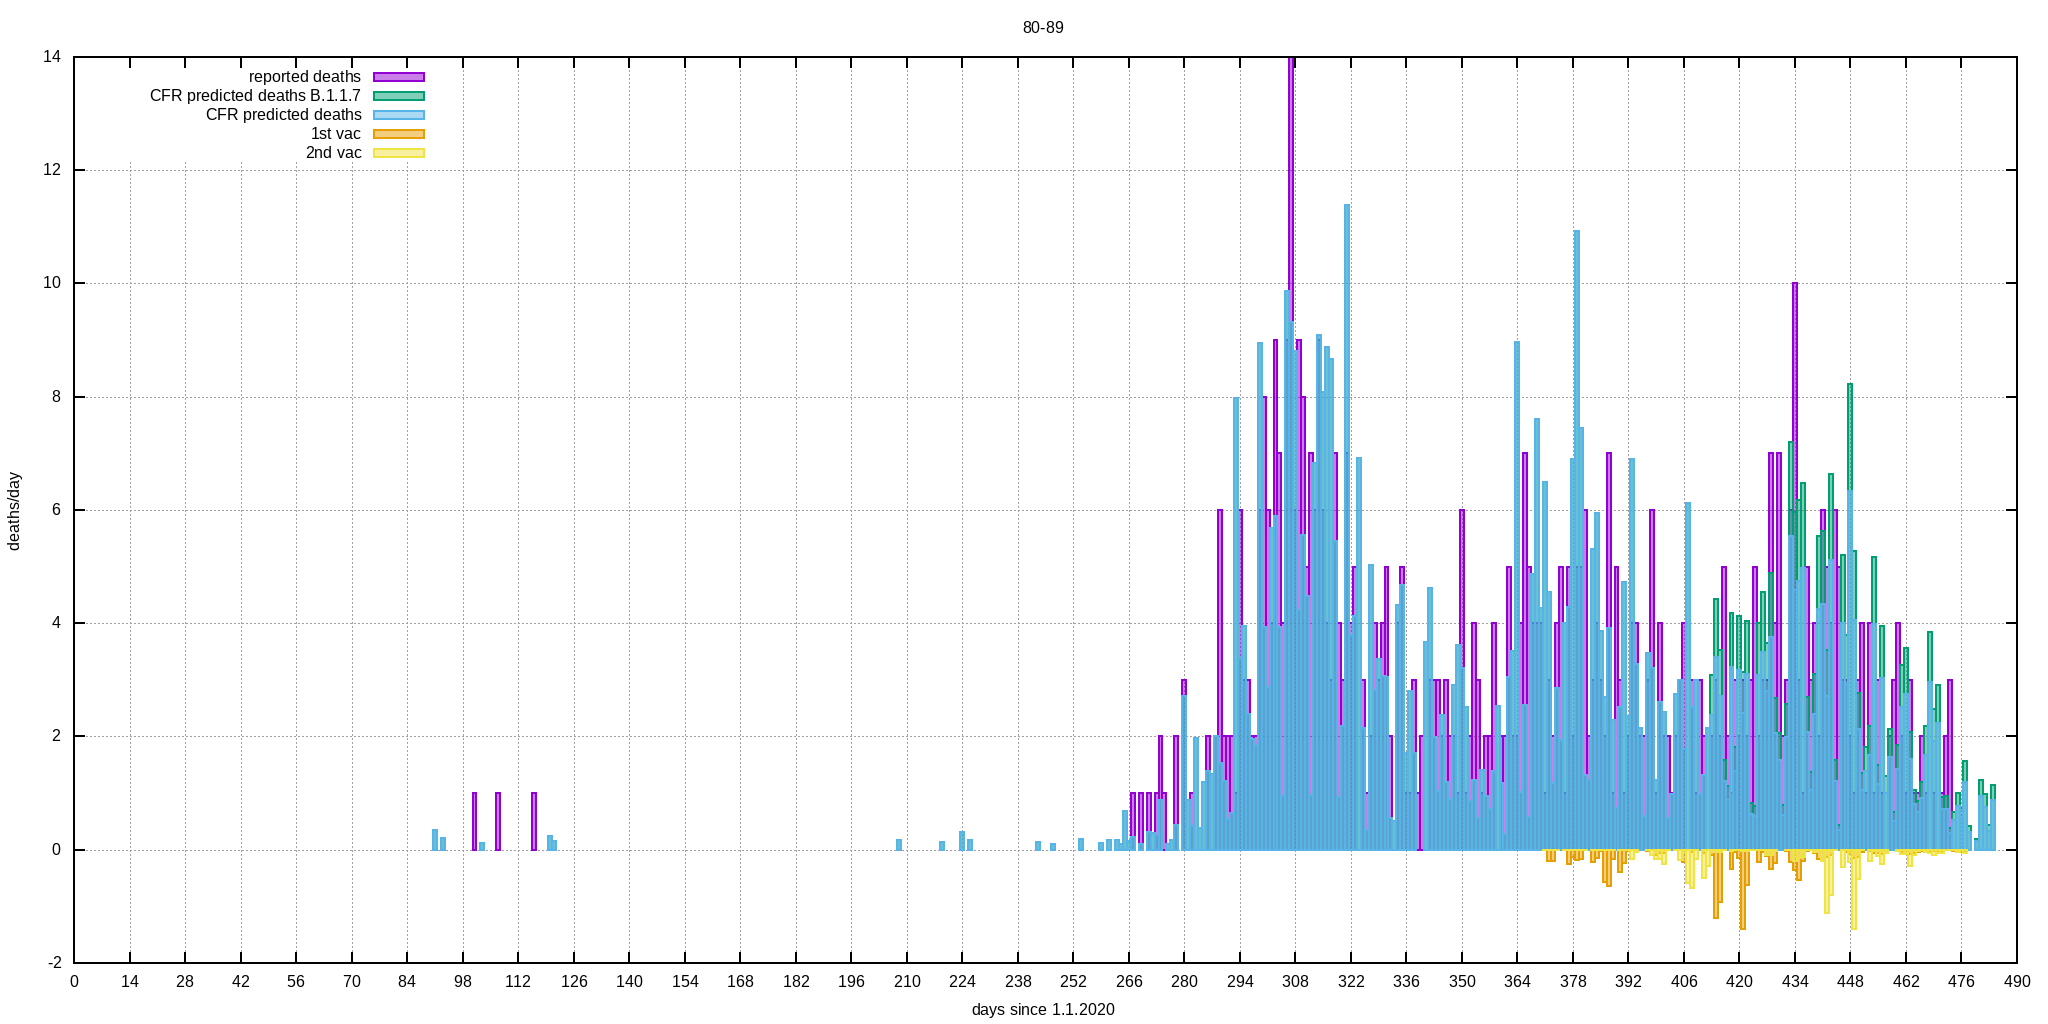 80-89
14
reported deaths
CFR predicted deaths B.1.1.7
CFR predicted deaths
1st vac
2nd vac
12
10
8
6
4
2
0
-2
deaths/day
0 14 28 42 56 70 84 98 112 126 140 154 168 182 196 210 224 238 252 266 280 294 308 322 336 350 364 378 392 406 420 434 448 462 476 490
days since 1.1.2020